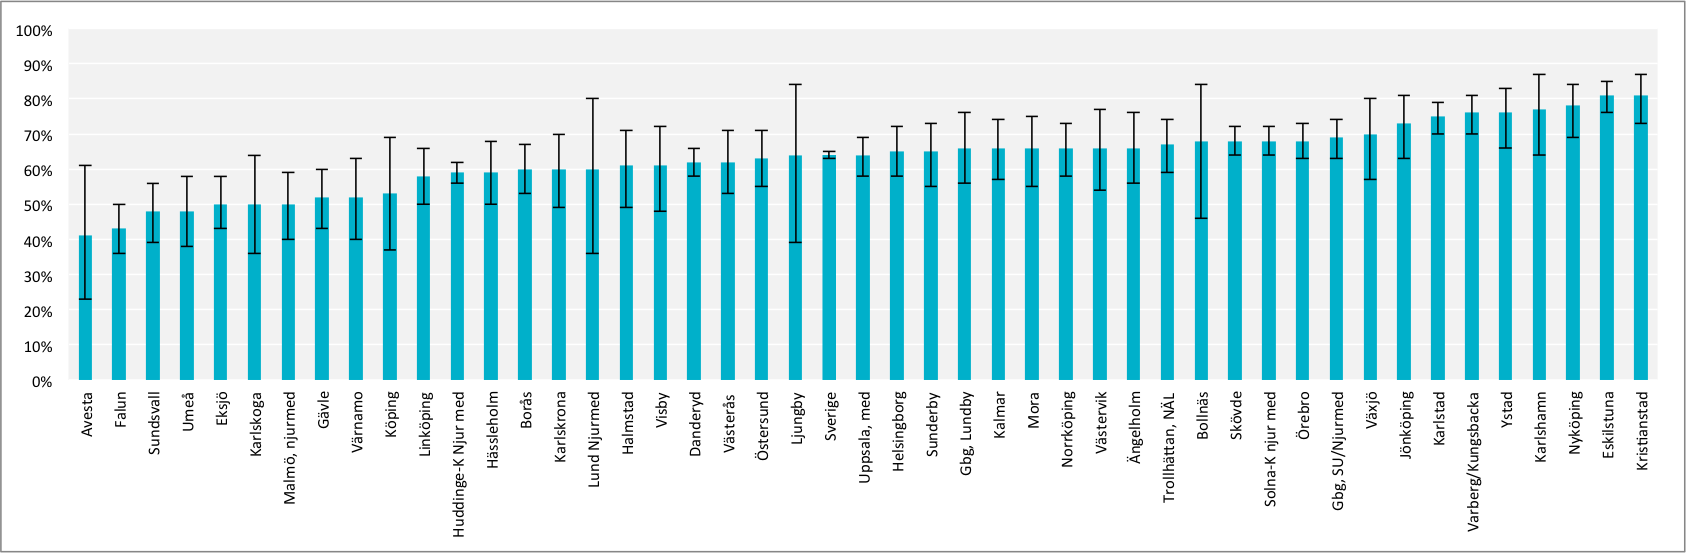 100%
90%
80%
70%
60%
50%
40%
30%
20%
10%
0%
Avesta
Falun
Sundsvall
Umeå
Eksjö
Karlskoga
Malmö, njurmed
Gävle
Värnamo
Köping
Linköping
Huddinge-K Njur med
Hässleholm
Borås
Karlskrona
Lund Njurmed
Halmstad
Visby
Danderyd
Västerås
Östersund
Ljungby
Sverige
Uppsala, med
Helsingborg
Sunderby
Gbg, Lundby
Kalmar
Mora
Norrköping
Västervik
Ängelholm
Trollhättan, NÄL
Bollnäs
Skövde
Solna-K njur med
Örebro
Gbg, SU/Njurmed
Växjö
Jönköping
Karlstad
Varberg/Kungsbacka
Ystad
Karlshamn
Nyköping
Eskilstuna
Kristianstad